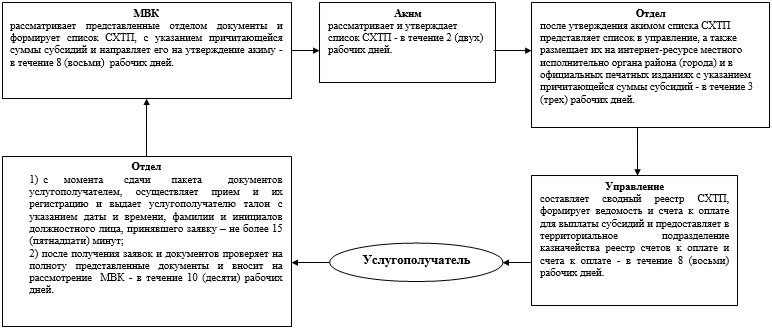 МВК
рассматривает представленные отделом документы и
формирует список СХТП, с указанием причитающейся
суммы субсидий и направляет его на утверждение акиму -
в течение 8 (восьми) рабочих дней.
Аким
рассматривает и утверждает
список СХТП - в течение 2 (двух)
рабочих дней.
Отдел
после утверждения акимом списка СХТП
представляет список в управление, а также
размещает их на интернет-ресурсе местного
исполнительно органа района (города) и в
официальных печатных изданиях с указанием
причитающейся суммы субсидий - в течение 3
(трех) рабочих дней.
Отдел
1) с момента сдачи пакета документов
услугополучателем, осуществляет прием и их
регистрацию и выдает услугополучателю талон с
указанием даты и времени, фамилии и инициалов
должностного лица, принявшего заявку – не более 15
(пятнадцати) минут;
2) после получения заявок и документов проверяет на
полноту представленные документы и вносит на
рассмотрение МВК - в течение 10 (десяти) рабочих
дней.
Услугополучатель
Управление
составляет сводный реестр СХТП,
формирует ведомость и счета к оплате
для выплаты субсидий и предоставляет в
территориальное подразделение
казначейства реестр счетов к оплате и
счета к оплате - в течение 8 (восьми)
рабочих дней.